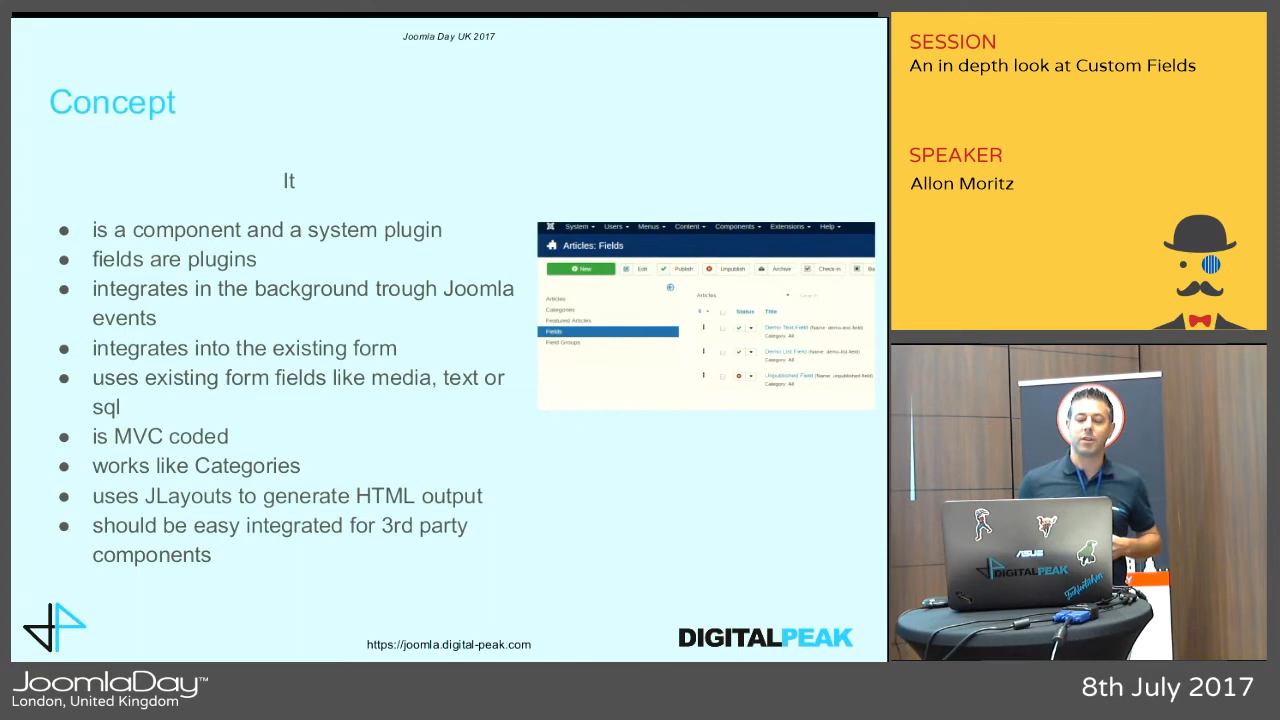 Joomla Day UK 2017
Concept
It
is a component and a system plugin
fields are plugins
integrates in the background trough Joomla
events
integrates into the existing form
uses existing form fields like media, text or
sql
is MVC coded
works like Categories
uses JLayouts to generate HTML output
should be easy integrated for 3rd party
components
System Users Menus Content Components Extensions Help
Articles: Fields
New Edit Publish Unpublish Archive Check-in Ba
Articles
Categories
Featured Articles
Fields
Field Groups
Articles Search
Status Title
Demo Text Field (Name: demo-text-field)
Category: All
Demo List Field (Name: demo-list-field)
Category: All
Unpublished Field (Name: unpublished-field)
Category: All
https://joomla.digital-peak.com
DIGITALPEAK
SESSION
An in depth look at Custom Fields
SPEAKER
Allon Moritz
ASUS
DIGITALPEAK
JoomlaDay™
London, United Kingdom
8th July 2017